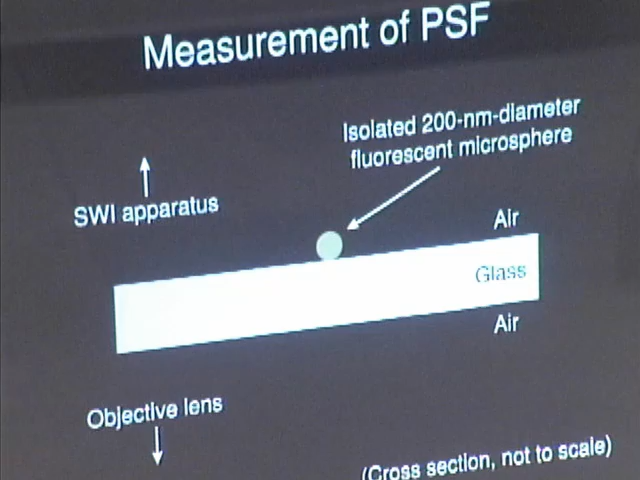 Measurement of PSF
Isolated 200-nm-diameter
fluorescent microsphere
SWI apparatus
Air
Glass
Air
Objective lens
(Cross section, not to scale)